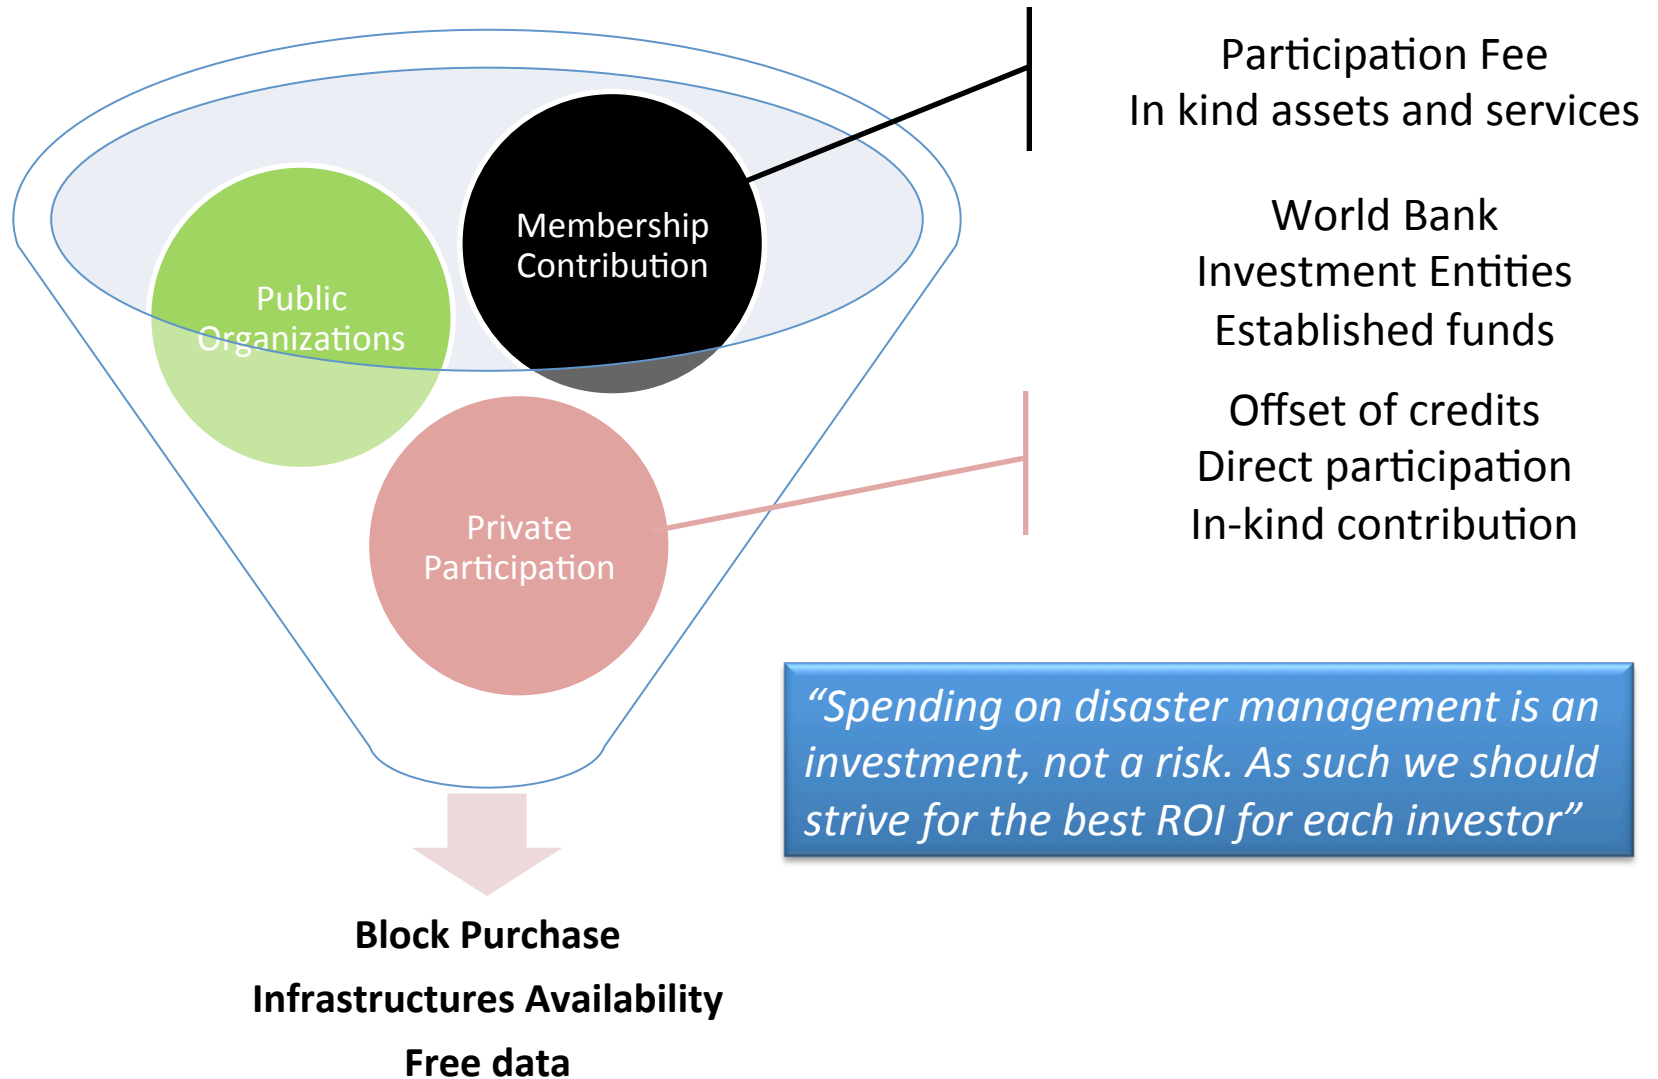 Participation Fee
In kind assets and services
Membership
Contribution
World Bank
Investment Entities
Established funds
Public
Organizations
Offset of credits
Direct participation
In-kind contribution
Private
Participation
“Spending on disaster management is an
investment, not a risk. As such we should
strive for the best ROI for each investor”
Block Purchase
Infrastructures Availability
Free data